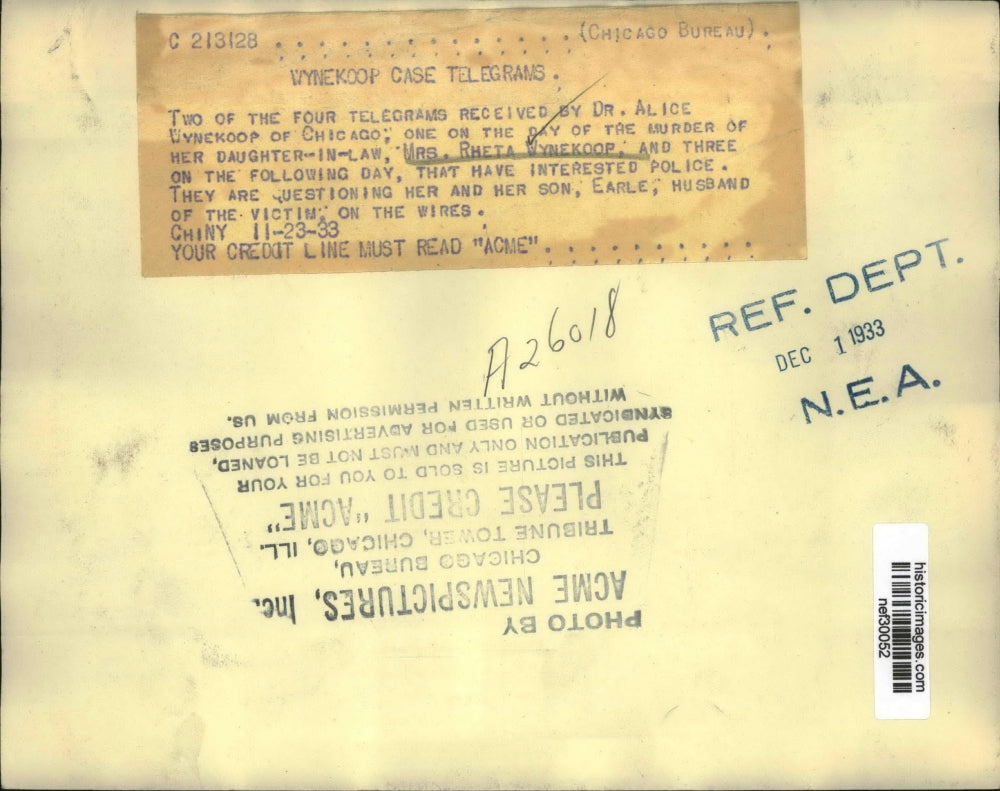 C 213128 . . . . . . . . . . . . . . (CHICAGO BUREAU) .
WYNEKOOP CASE TELEGRAMS .
TWO OF THE FOUR TELEGRAMS RECEIVED BY DR. ALICE
WYNEKOOP OF CHICAGO, ONE ON THE DAY OF THE MURDER OF
HER DAUGHTER-IN-LAW, MRS. RHETA WYNEKOOP, AND THREE
ON THE FOLLOWING DAY, THAT HAVE INTERESTED POLICE.
THEY ARE QUESTIONING HER AND HER SON, EARLE, HUSBAND
OF THE VICTIM, ON THE WIRES.
CHINY 11-23-33
YOUR CREDOT LINE MUST READ "ACME" . . . . . . . . . .
REF. DEPT.
DEC 1 1933
N.E.A.
A26018
PHOTO BY
ACME NEWSPICTURES, Inc.
CHICAGO BUREAU,
TRIBUNE TOWER, CHICAGO, ILL.
PLEASE CREDIT "ACME"
THIS PICTURE IS SOLD TO YOU FOR YOUR
PUBLICATION ONLY AND MUST NOT BE LOANED,
SYNDICATED OR USED FOR ADVERTISING PURPOSES
WITHOUT WRITTEN PERMISSION FROM US.
historicimages.com
nef30052